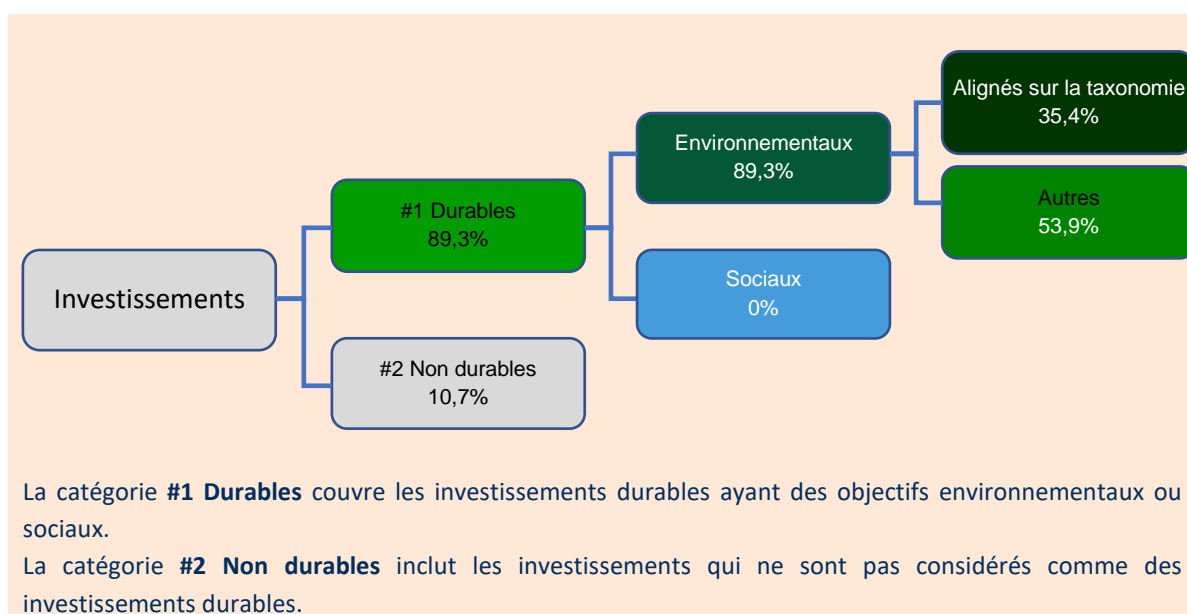 Alignés sur la taxonomie
35,4%
Environnementaux
89,3%
#1 Durables
89,3%
Autres
53,9%
Investissements
Sociaux
0%
#2 Non durables
10,7%
La catégorie #1 Durables couvre les investissements durables ayant des objectifs environnementaux ou
sociaux.
La catégorie #2 Non durables inclut les investissements qui ne sont pas considérés comme des
investissements durables.